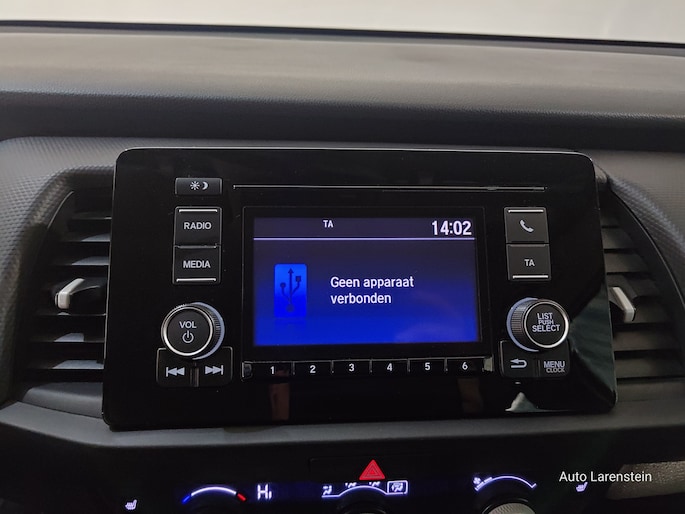 RADIO
MEDIA
VOL
TA
14:02
Geen apparaat
verbonden
1 2 3 4 5 6
TA
LIST
PUSH
SELECT
MENU
CLOCK
HI
Auto Larenstein